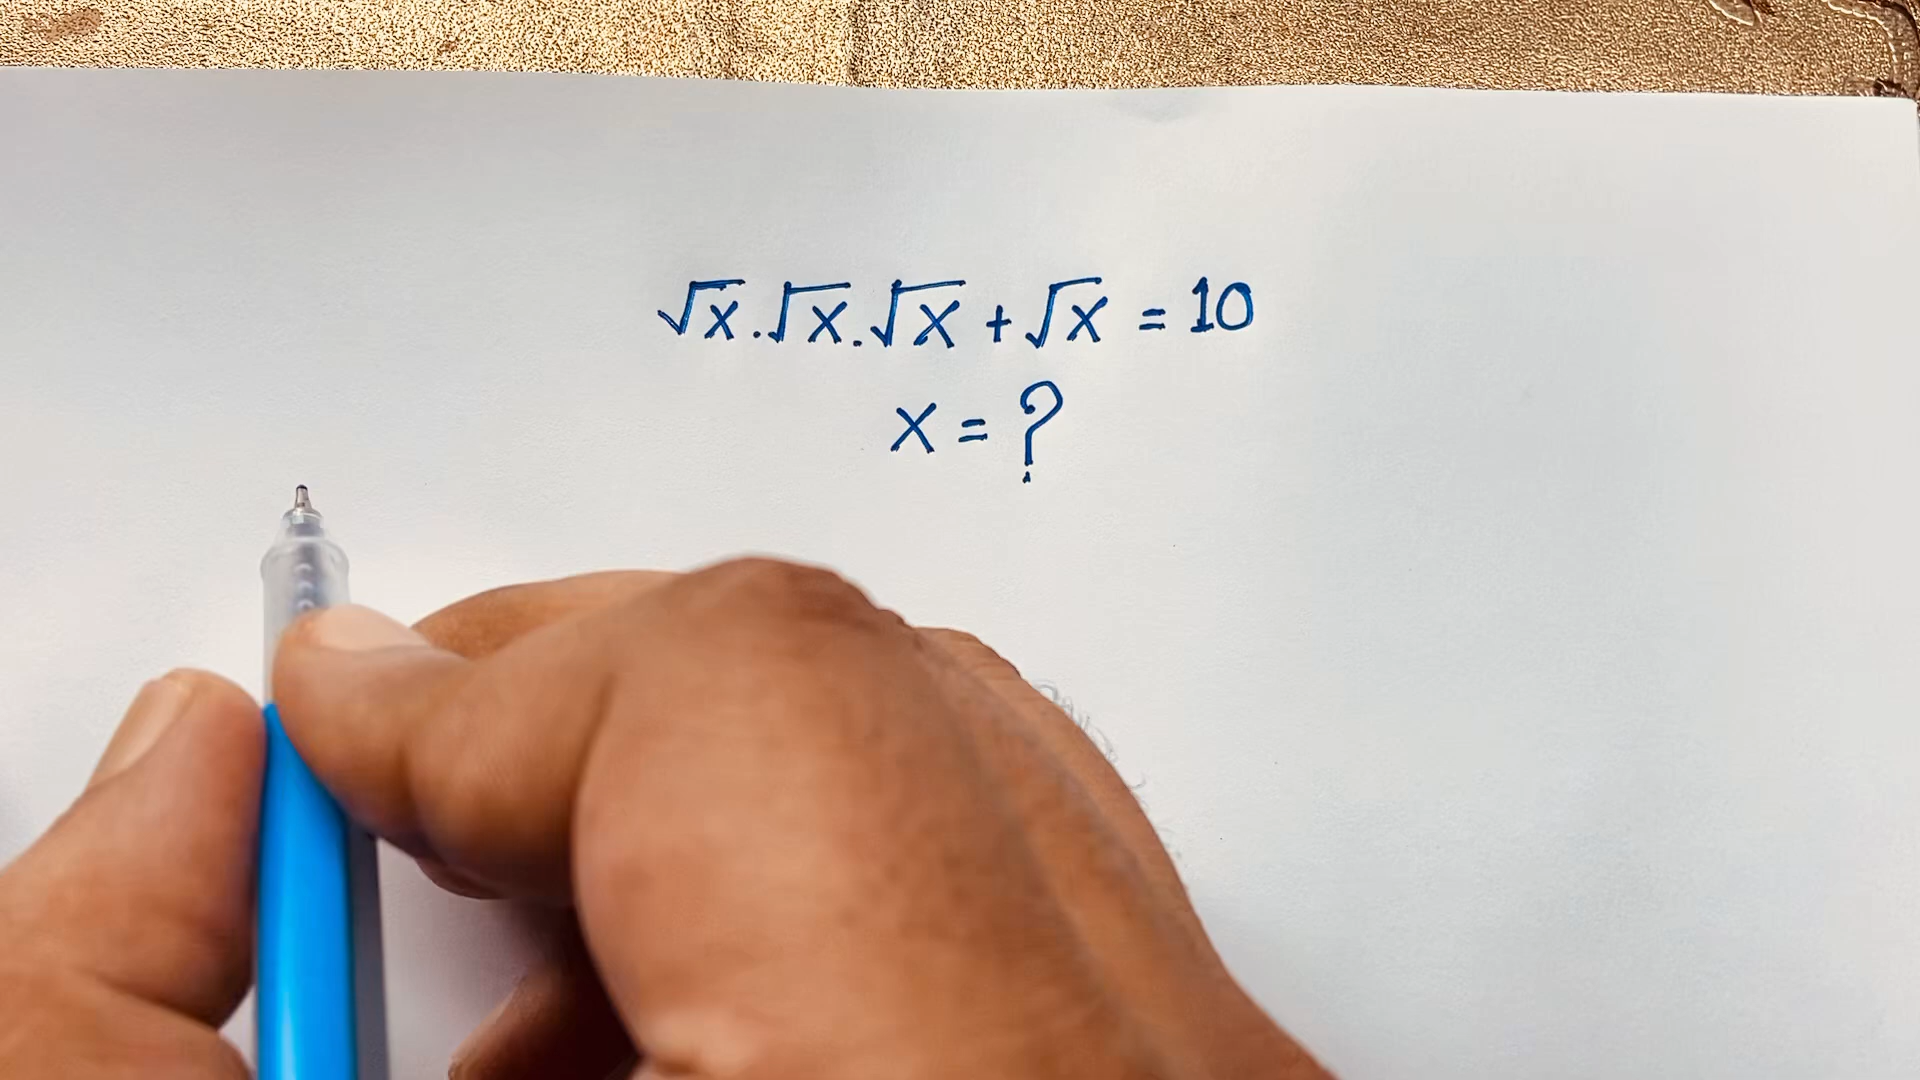 √x.√x.√x + √x = 10
x = ?